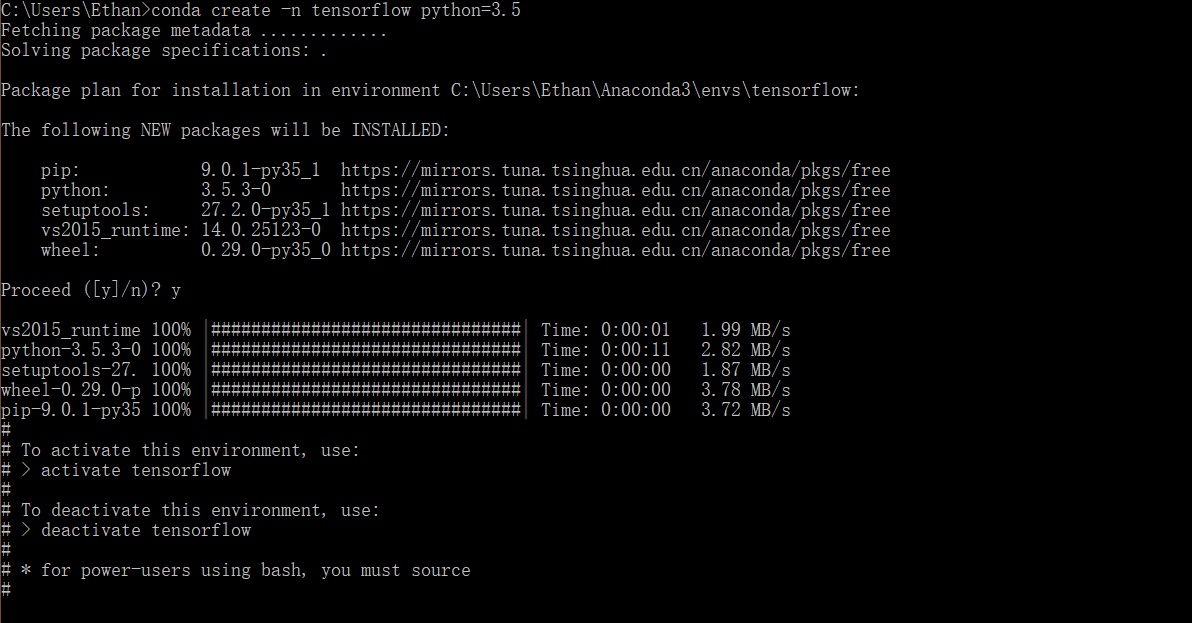 C:\Users\Ethan>conda create -n tensorflow python=3.5
Fetching package metadata .............
Solving package specifications: .
Package plan for installation in environment C:\Users\Ethan\Anaconda3\envs\tensorflow:
The following NEW packages will be INSTALLED:
pip: 9.0.1-py35_1 https://mirrors.tuna.tsinghua.edu.cn/anaconda/pkgs/free
python: 3.5.3-0 https://mirrors.tuna.tsinghua.edu.cn/anaconda/pkgs/free
setuptools: 27.2.0-py35_1 https://mirrors.tuna.tsinghua.edu.cn/anaconda/pkgs/free
vs2015_runtime: 14.0.25123-0 https://mirrors.tuna.tsinghua.edu.cn/anaconda/pkgs/free
wheel: 0.29.0-py35_0 https://mirrors.tuna.tsinghua.edu.cn/anaconda/pkgs/free
Proceed ([y]/n)? y
vs2015_runtime 100% |###############################| Time: 0:00:01 1.99 MB/s
python-3.5.3-0 100% |###############################| Time: 0:00:11 2.82 MB/s
setuptools-27. 100% |###############################| Time: 0:00:00 1.87 MB/s
wheel-0.29.0-p 100% |###############################| Time: 0:00:00 3.78 MB/s
pip-9.0.1-py35 100% |###############################| Time: 0:00:00 3.72 MB/s
#
# To activate this environment, use:
# > activate tensorflow
#
# To deactivate this environment, use:
# > deactivate tensorflow
#
# * for power-users using bash, you must source
#